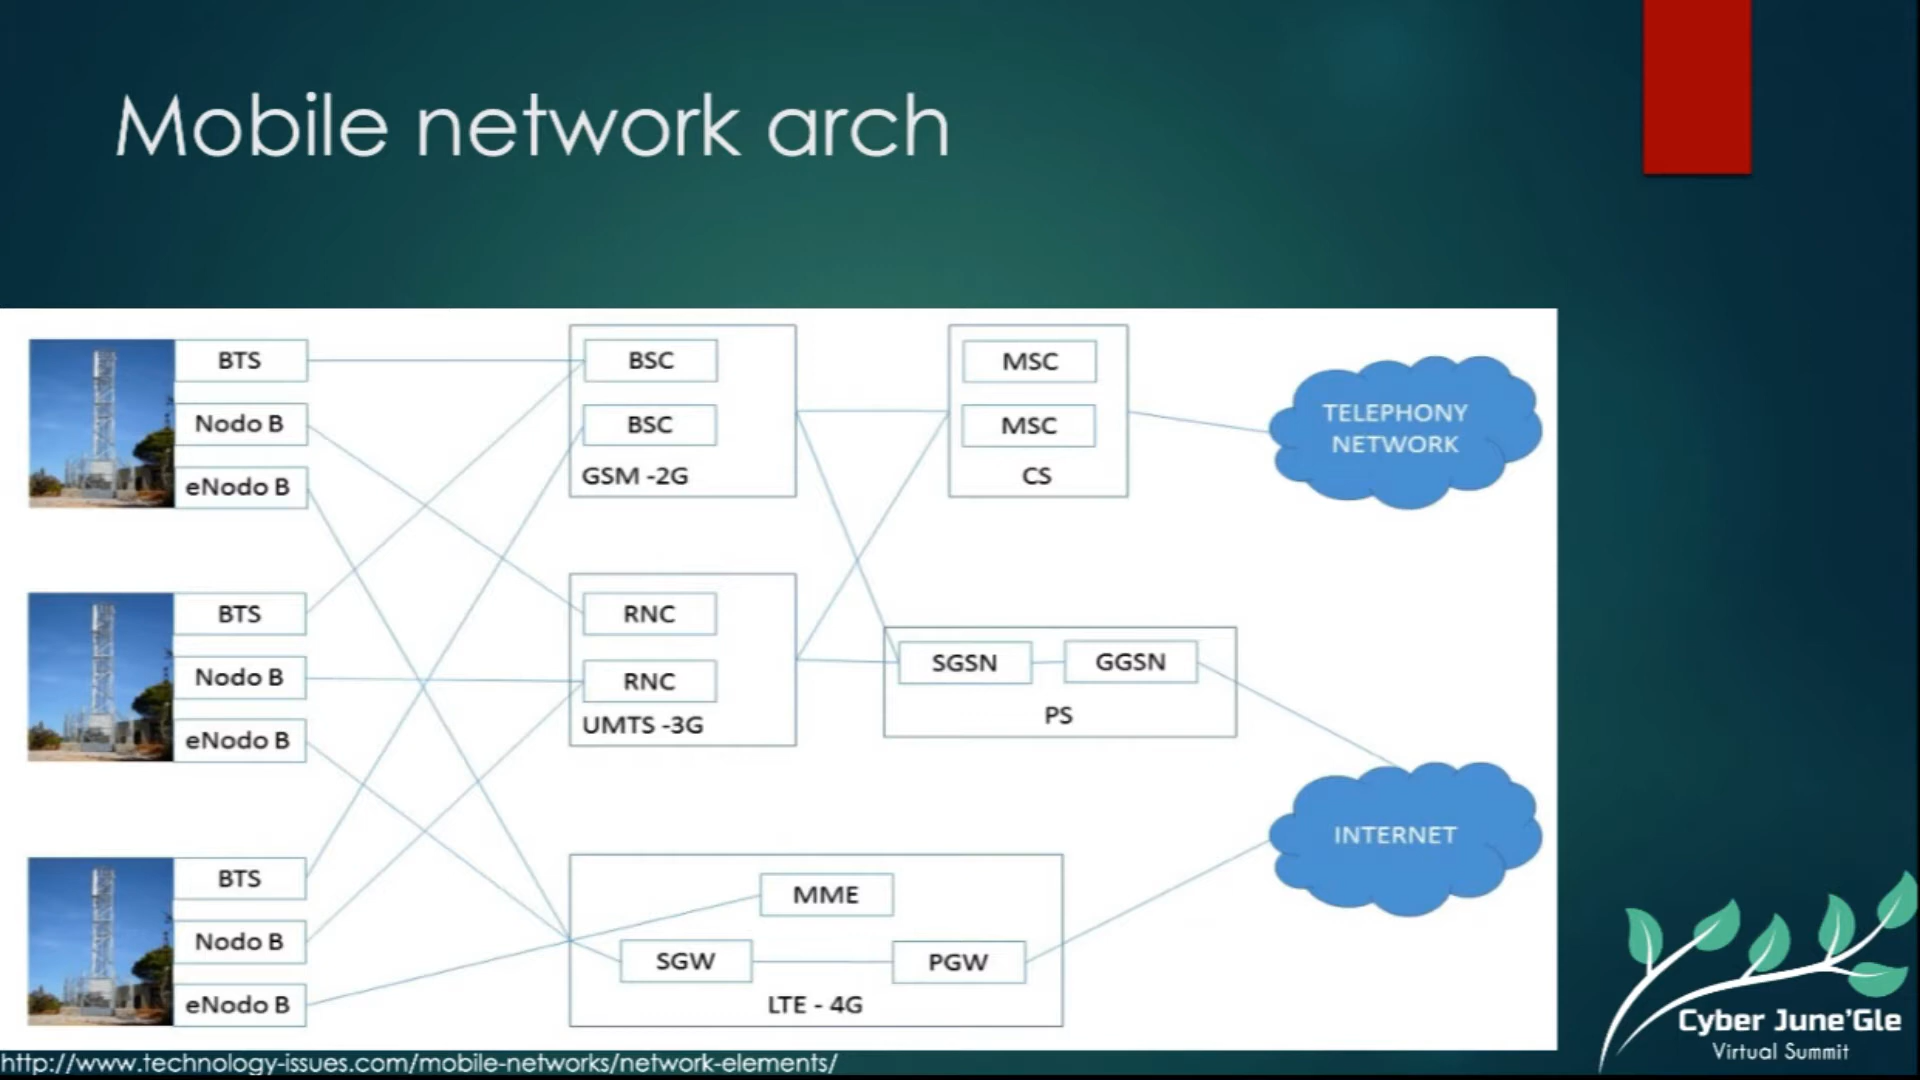 Mobile network arch
BTS
Nodo B
eNodo B
BTS
Nodo B
eNodo B
BTS
Nodo B
eNodo B
BSC
BSC
GSM -2G
RNC
RNC
UMTS -3G
MSC
MSC
CS
SGSN
GGSN
PS
MME
SGW
PGW
LTE - 4G
TELEPHONY
NETWORK
INTERNET
http://www.technology-issues.com/mobile-networks/network-elements/
Cyber June'Gle
Virtual Summit